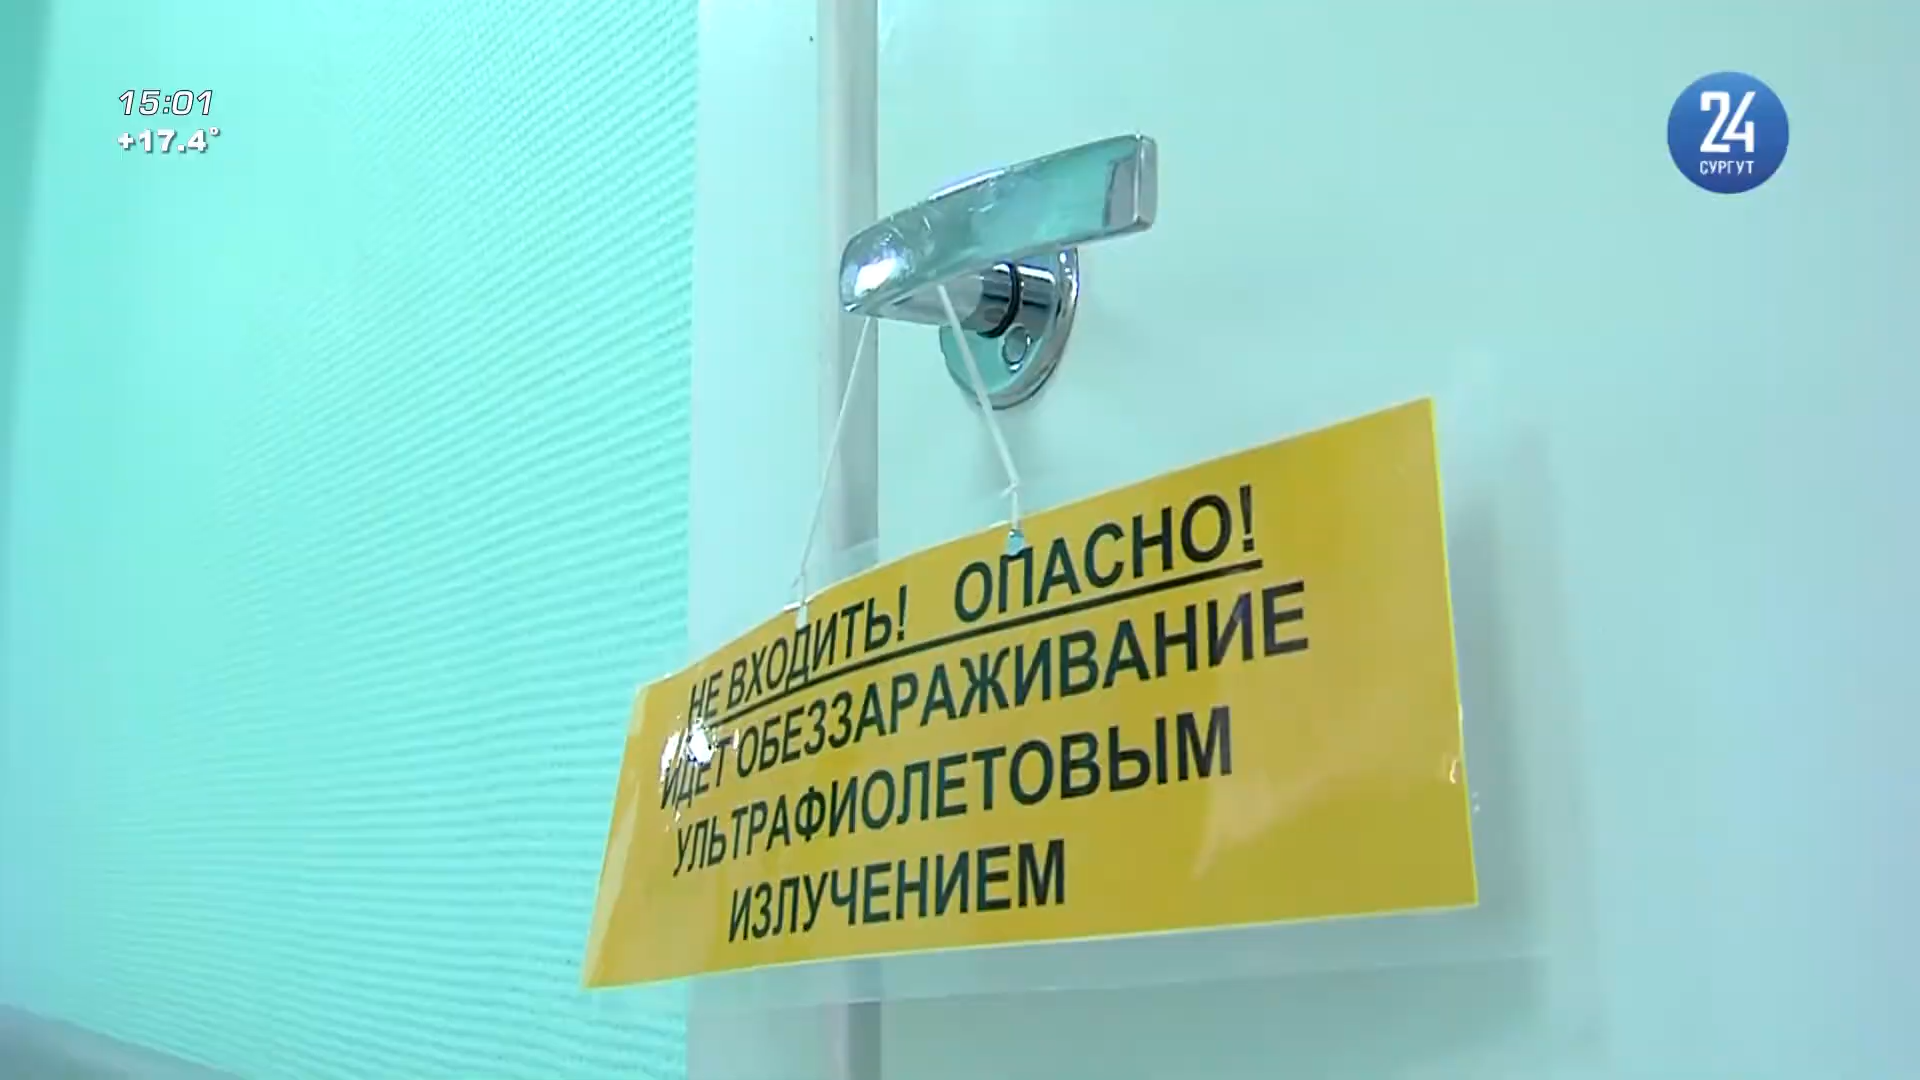 15:01
+17.4°
24
СУРГУТ
НЕ ВХОДИТЬ! ОПАСНО!
ИДЕТ ОБЕЗЗАРАЖИВАНИЕ
УЛЬТРАФИОЛЕТОВЫМ
ИЗЛУЧЕНИЕМ